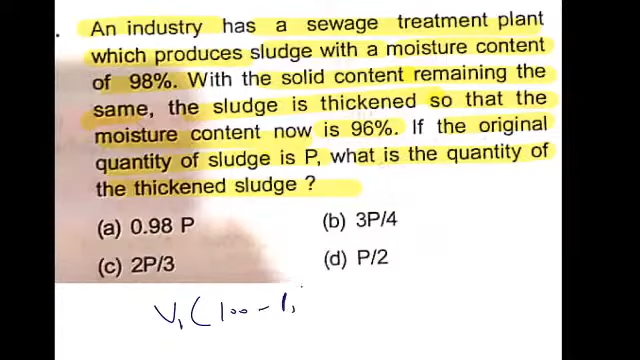 . An industry has a sewage treatment plant
which produces sludge with a moisture content
of 98%. With the solid content remaining the
same, the sludge is thickened so that the
moisture content now is 96%. If the original
quantity of sludge is P, what is the quantity of
the thickened sludge ?
(a) 0.98 P (b) 3P/4
(c) 2P/3 (d) P/2
V₁ ( 100 -